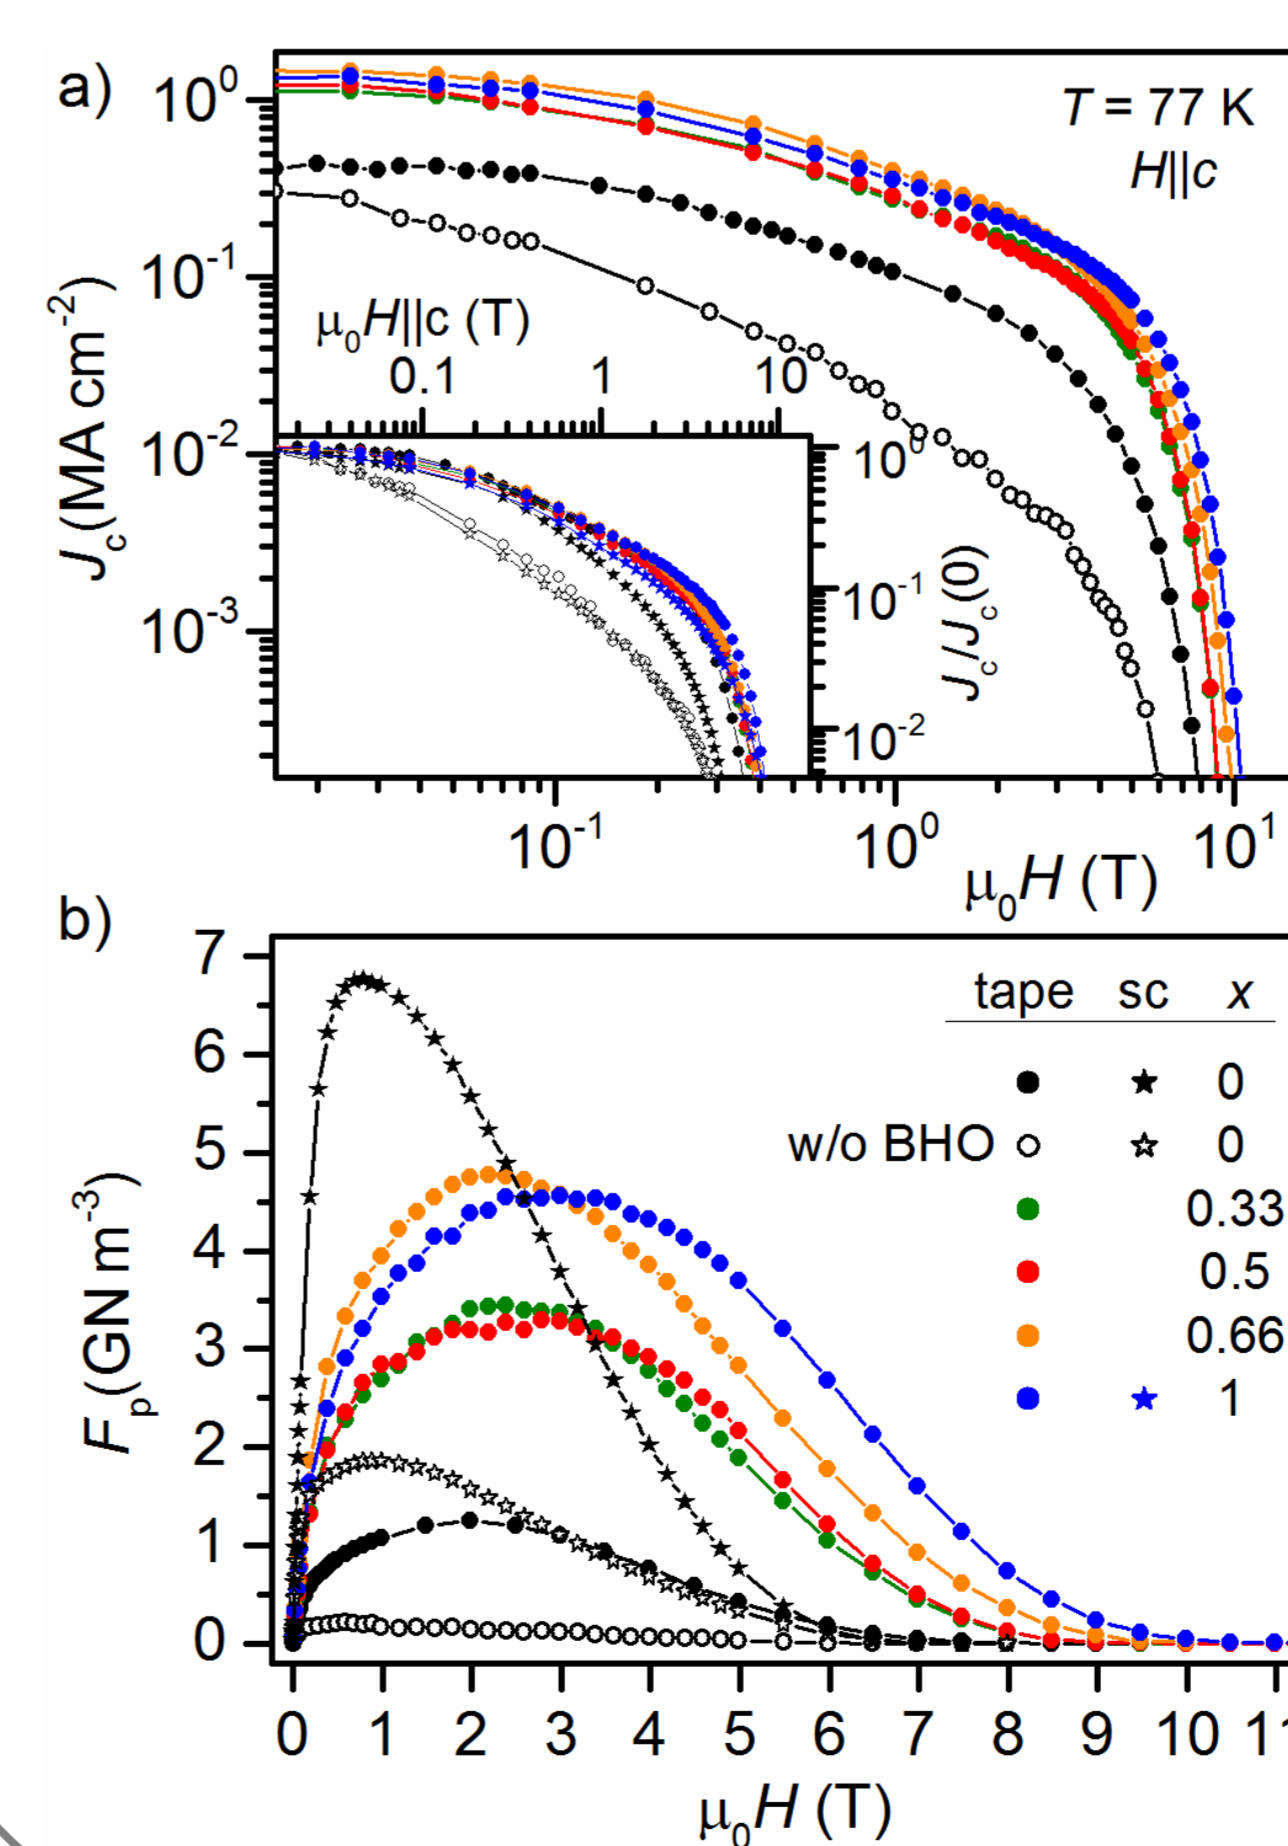 a)
T = 77 K
H||c
J_c (MA cm^-2)
10^0
10^-1
10^-2
10^-3
μ_0H||c (T)
0.1 1 10
10^0
10^-1
10^-2
J_c/J_c(0)
10^-1 10^0 10^1
μ_0H (T)
b)
F_p (GN m^-3)
7
6
5
4
3
2
1
0
tape sc x
0
w/o BHO 0
0.33
0.5
0.66
1
0 1 2 3 4 5 6 7 8 9 10 11
μ_0H (T)